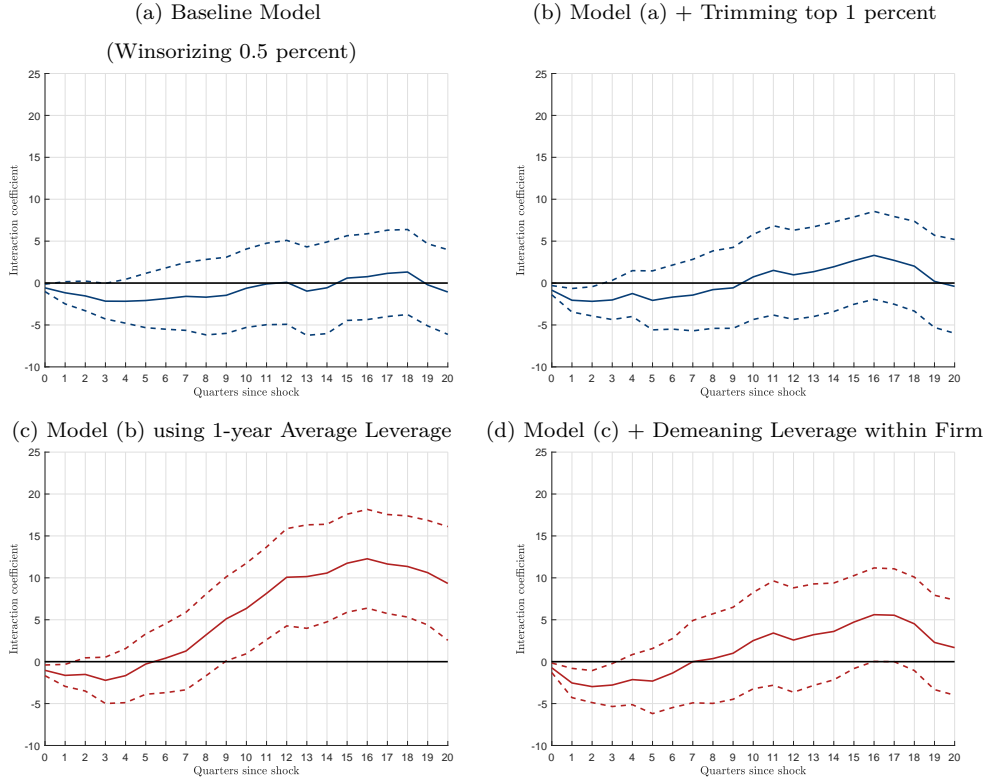 (a) Baseline Model
(Winsorizing 0.5 percent)
25
20
15
10
5
0
-5
-10
Interaction coefficient
0 1 2 3 4 5 6 7 8 9 10 11 12 13 14 15 16 17 18 19 20
Quarters since shock
(b) Model (a) + Trimming top 1 percent
25
20
15
10
5
0
-5
-10
Interaction coefficient
0 1 2 3 4 5 6 7 8 9 10 11 12 13 14 15 16 17 18 19 20
Quarters since shock
(c) Model (b) using 1-year Average Leverage
25
20
15
10
5
0
-5
-10
Interaction coefficient
0 1 2 3 4 5 6 7 8 9 10 11 12 13 14 15 16 17 18 19 20
Quarters since shock
(d) Model (c) + Demeaning Leverage within Firm
25
20
15
10
5
0
-5
-10
Interaction coefficient
0 1 2 3 4 5 6 7 8 9 10 11 12 13 14 15 16 17 18 19 20
Quarters since shock